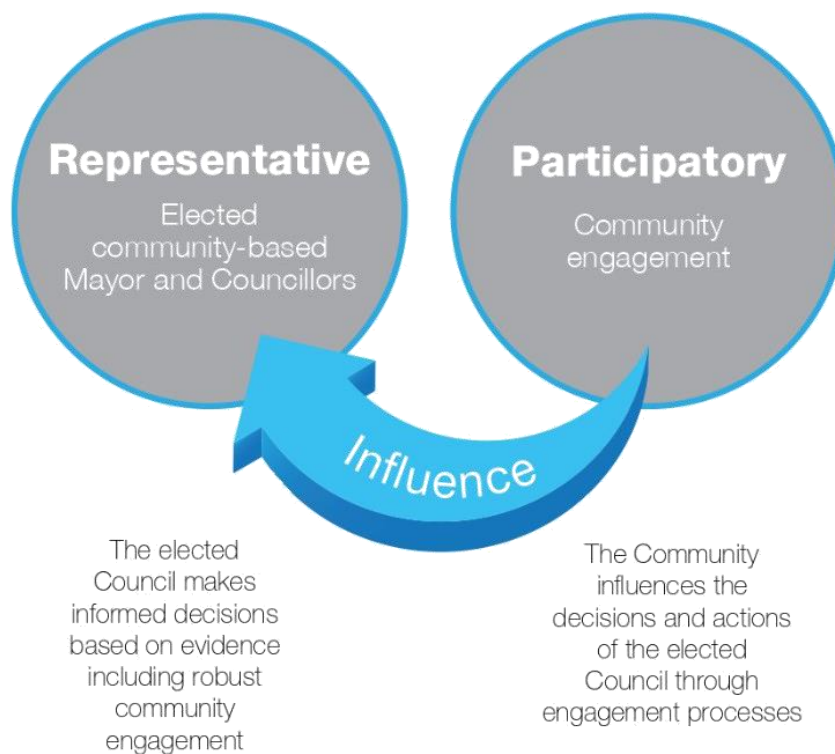 Representative
Elected
community-based
Mayor and Councillors
Participatory
Community
engagement
Influence
The elected
Council makes
informed decisions
based on evidence
including robust
community
engagement
The Community
influences the
decisions and actions
of the elected
Council through
engagement processes